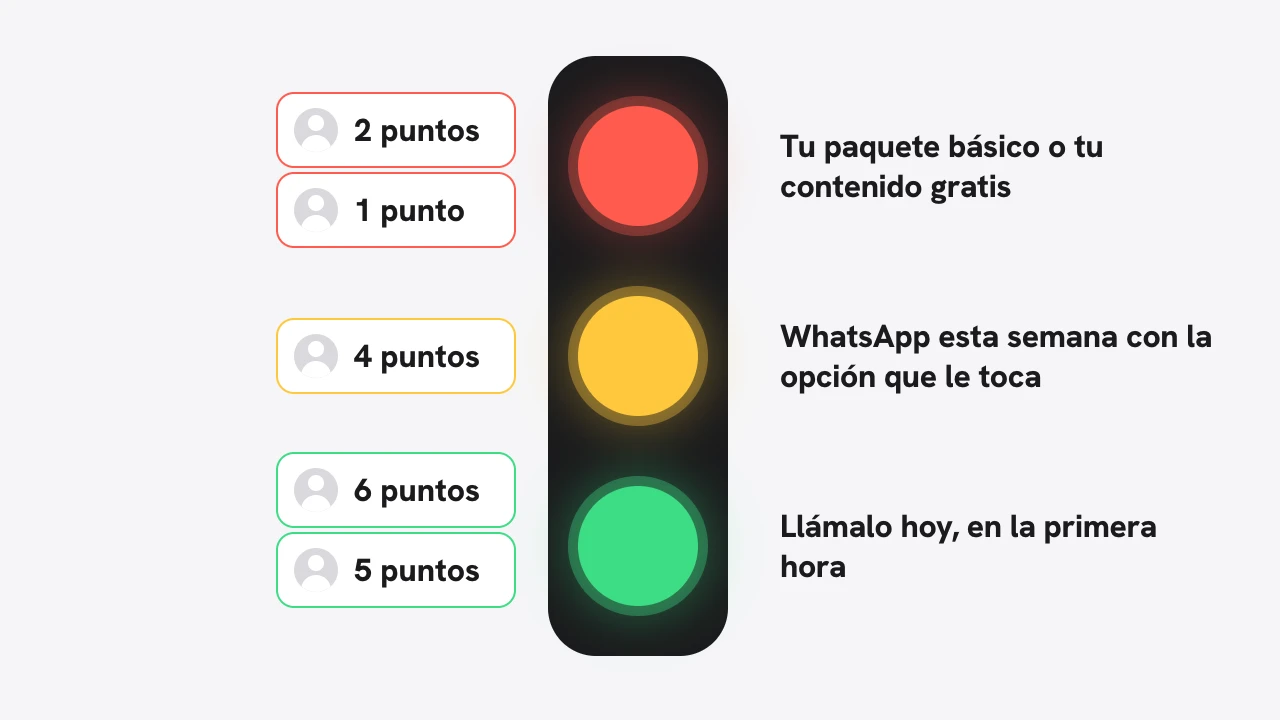 2 puntos
1 punto
Tu paquete básico o tu
contenido gratis
4 puntos
WhatsApp esta semana con la
opción que le toca
6 puntos
5 puntos
Llámalo hoy, en la primera
hora